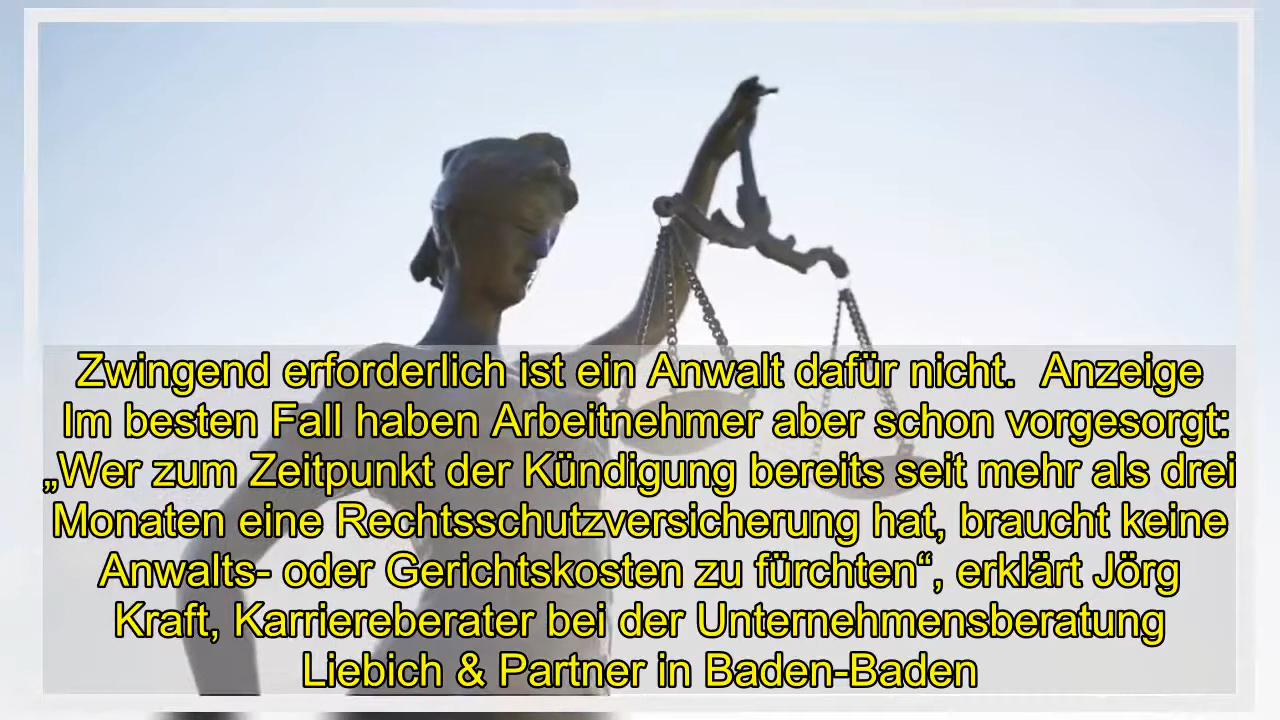 Zwingend erforderlich ist ein Anwalt dafür nicht.  Anzeige
Im besten Fall haben Arbeitnehmer aber schon vorgesorgt:
„Wer zum Zeitpunkt der Kündigung bereits seit mehr als drei
Monaten eine Rechtsschutzversicherung hat, braucht keine
Anwalts- oder Gerichtskosten zu fürchten“, erklärt Jörg
Kraft, Karriereberater bei der Unternehmensberatung
Liebich & Partner in Baden-Baden